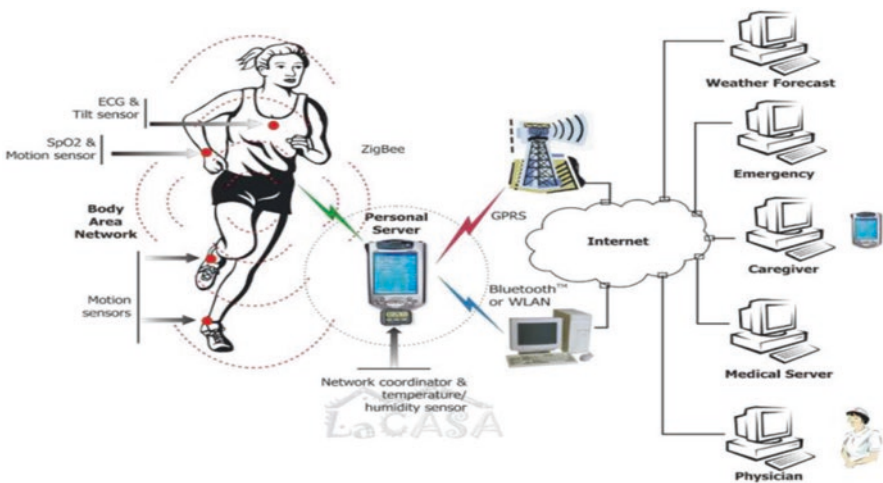 ECG &
Tilt sensor
SpO2 &
Motion sensor
Body
Area
Network
Motion
sensors
ZigBee
Personal
Server
Network coordinator &
temperature/
humidity sensor
LaCASA
GPRS
Bluetooth™
or WLAN
Internet
Weather Forecast
Emergency
Caregiver
Medical Server
Physician